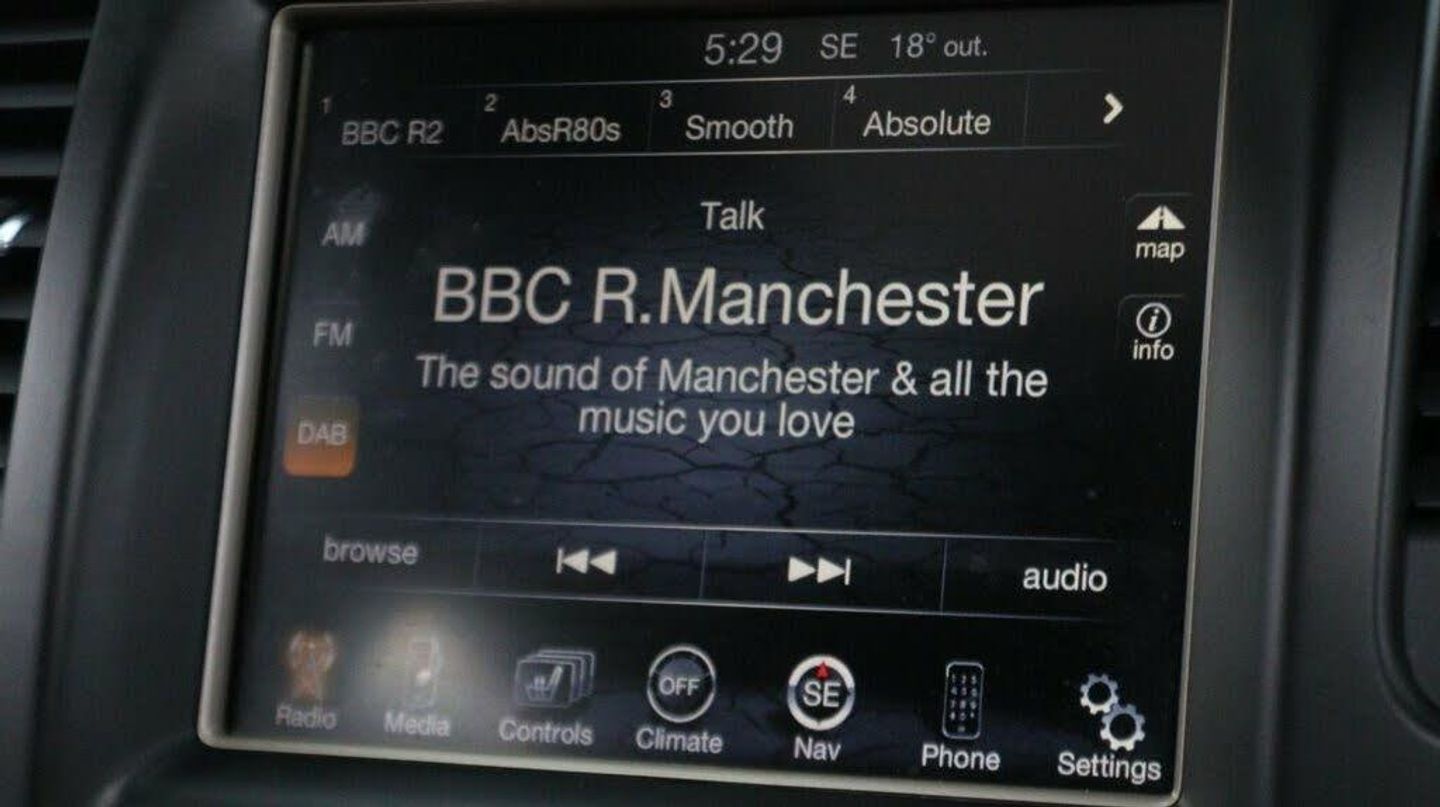 5:29 SE 18° out.
1 BBC R2 2 AbsR80s 3 Smooth 4 Absolute
Talk
AM
map
BBC R.Manchester
FM
info
The sound of Manchester & all the
music you love
DAB
browse audio
OFF SE
Radio Media Controls Climate Nav Phone Settings